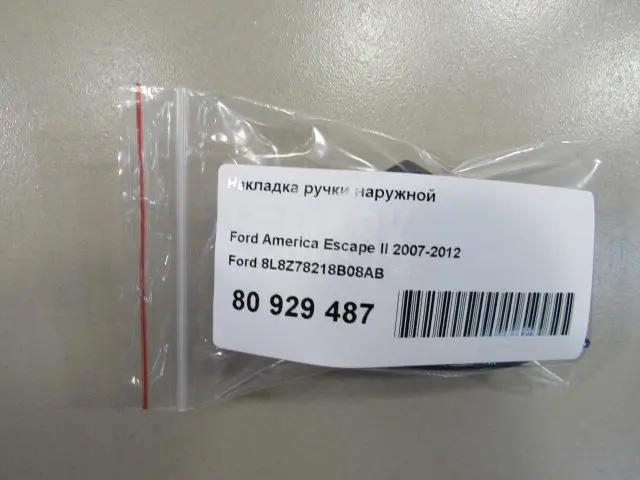 Накладка ручки наружной
Ford America Escape II 2007-2012
Ford 8L8Z78218B08AB
80 929 487